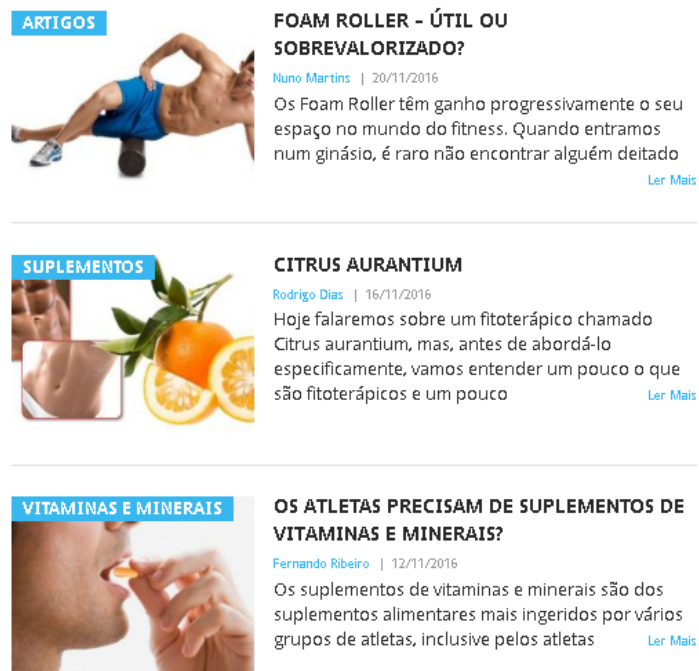 ARTIGOS
FOAM ROLLER – ÚTIL OU
SOBREVALORIZADO?
Nuno Martins | 20/11/2016
Os Foam Roller têm ganho progressivamente o seu
espaço no mundo do fitness. Quando entramos
num ginásio, é raro não encontrar alguém deitado
Ler Mais
SUPLEMENTOS
CITRUS AURANTIUM
Rodrigo Dias | 16/11/2016
Hoje falaremos sobre um fitoterápico chamado
Citrus aurantium, mas, antes de abordá-lo
especificamente, vamos entender um pouco o que
são fitoterápicos e um pouco Ler Mais
VITAMINAS E MINERAIS
OS ATLETAS PRECISAM DE SUPLEMENTOS DE
VITAMINAS E MINERAIS?
Fernando Ribeiro | 12/11/2016
Os suplementos de vitaminas e minerais são dos
suplementos alimentares mais ingeridos por vários
grupos de atletas, inclusive pelos atletas Ler Mais